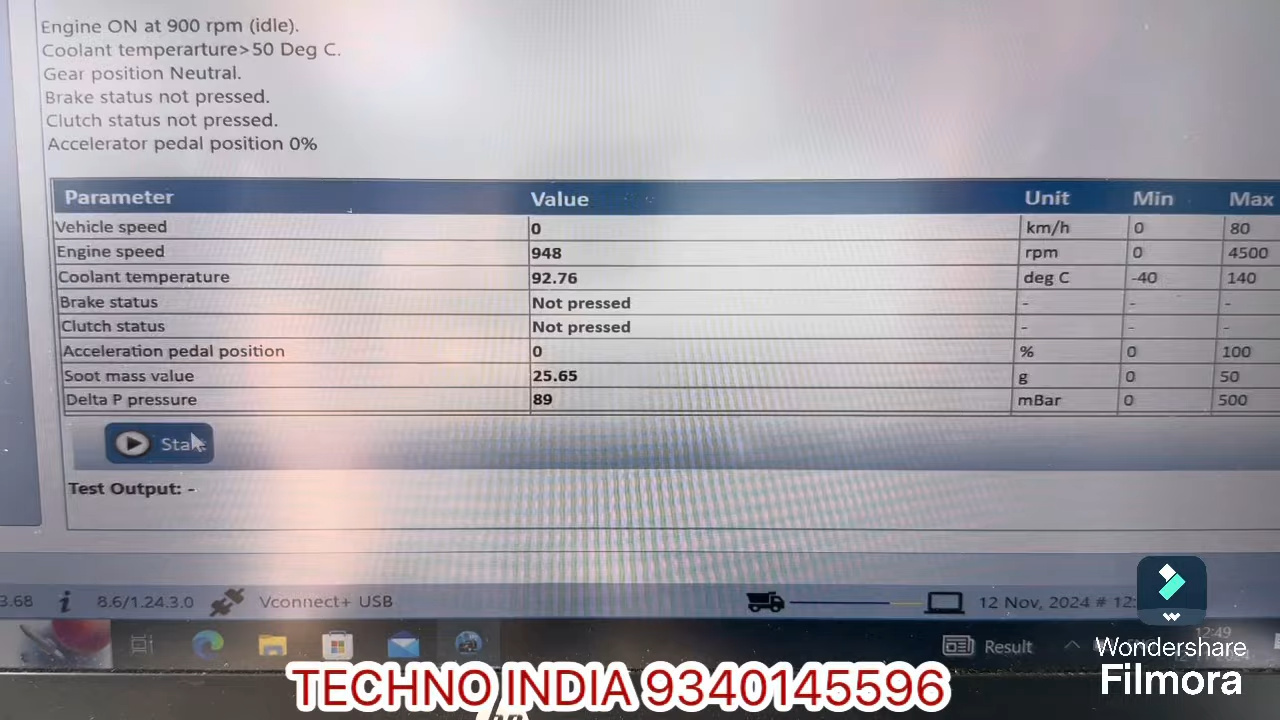 Engine ON at 900 rpm (idle).
Coolant temperarture>50 Deg C.
Gear position Neutral.
Brake status not pressed.
Clutch status not pressed.
Accelerator pedal position 0%
Parameter Value Unit Min Max
Vehicle speed 0 km/h 0 80
Engine speed 948 rpm 0 4500
Coolant temperature 92.76 deg C -40 140
Brake status Not pressed - - -
Clutch status Not pressed - - -
Acceleration pedal position 0 % 0 100
Soot mass value 25.65 g 0 50
Delta P pressure 89 mBar 0 500
Test Output: -
3.68 8.6/1.24.3.0 Vconnect+ USB 12 Nov, 2024 # 12:
Result 12:49
Wondershare
Filmora
TECHNO INDIA 9340145596